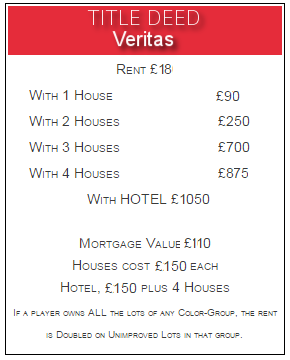 TITLE DEED
Veritas
RENT £18
WITH 1 HOUSE £90
WITH 2 HOUSES £250
WITH 3 HOUSES £700
WITH 4 HOUSES £875
WITH HOTEL £1050
MORTGAGE VALUE £110
HOUSES COST £150 EACH
HOTEL, £150 PLUS 4 HOUSES
IF A PLAYER OWNS ALL THE LOTS OF ANY COLOR-GROUP, THE RENT
IS DOUBLED ON UNIMPROVED LOTS IN THAT GROUP.